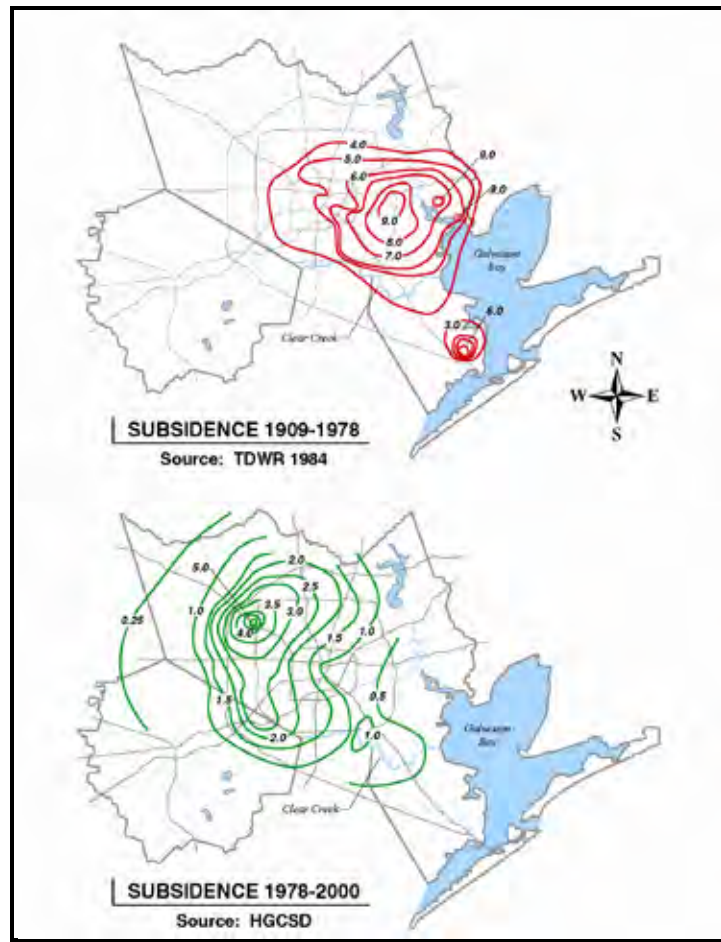 4.0
5.0
6.0
9.0
9.0
9.0
8.0
7.0
Galveston
Bay
3.0
6.0
Clear Creek
N
W E
S
SUBSIDENCE 1909-1978
Source: TDWR 1984
2.0
5.0
2.5
0.25
1.0
3.5
3.0
4.0
1.5
1.0
0.5
1.5
2.0
1.0
Galveston
Bay
Clear Creek
SUBSIDENCE 1978-2000
Source: HGCSD